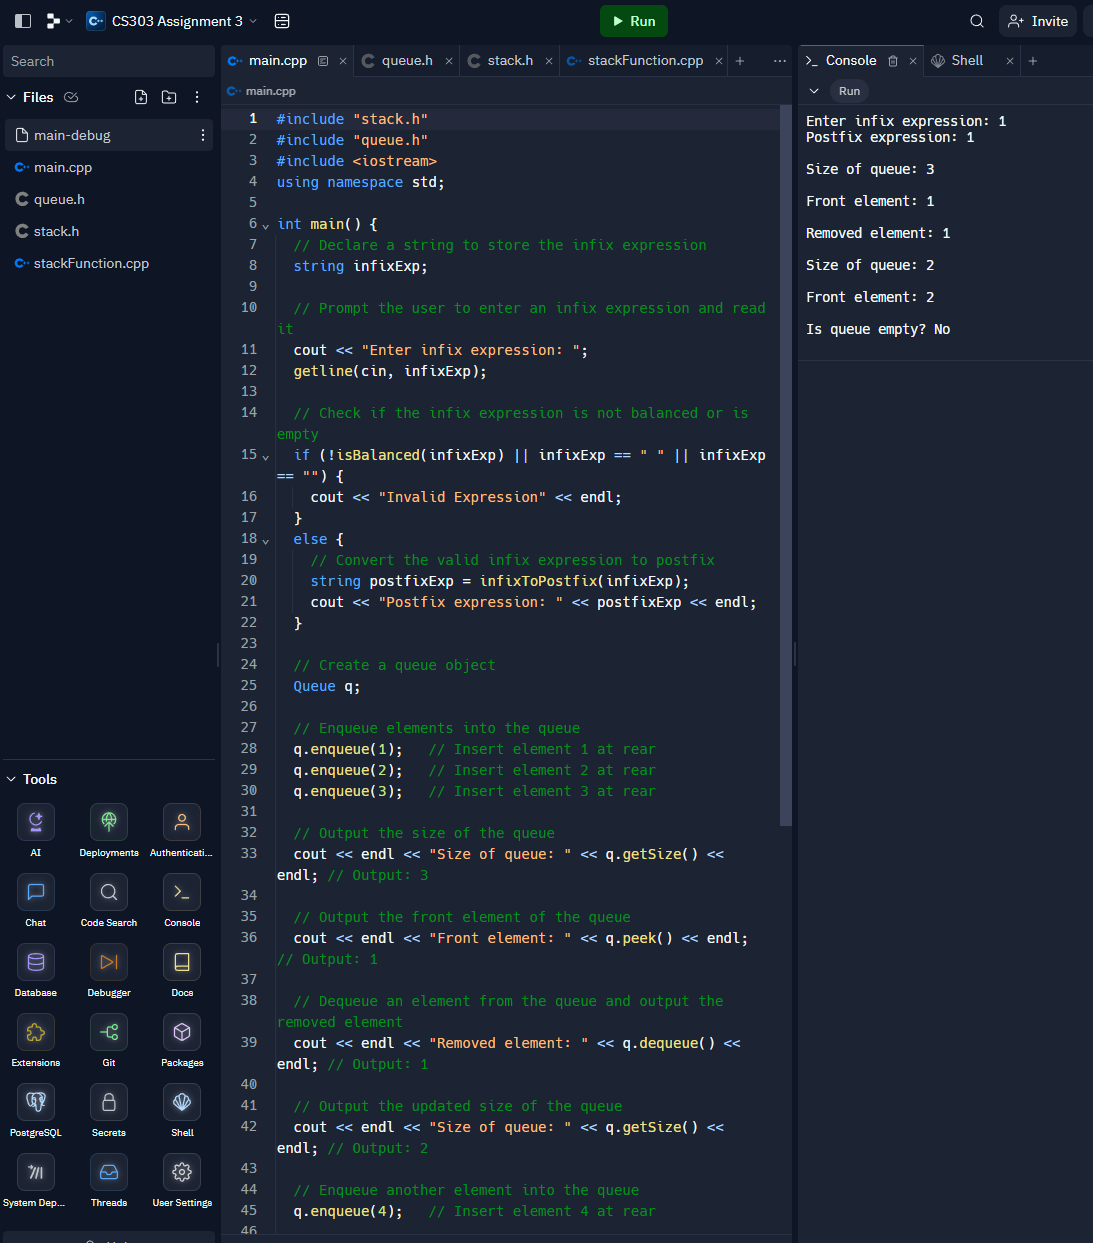 CS303 Assignment 3
Run
Invite
Search
Files
main-debug
main.cpp
queue.h
stack.h
stackFunction.cpp
Tools
AI
Deployments
Authenticati...
Chat
Code Search
Console
Database
Debugger
Docs
Extensions
Git
Packages
PostgreSQL
Secrets
Shell
System Dep...
Threads
User Settings
main.cpp
queue.h
stack.h
stackFunction.cpp
main.cpp
1 #include "stack.h"
2 #include "queue.h"
3 #include <iostream>
4 using namespace std;
5
6 int main() {
7 // Declare a string to store the infix expression
8 string infixExp;
9
10 // Prompt the user to enter an infix expression and read
it
11 cout << "Enter infix expression: ";
12 getline(cin, infixExp);
13
14 // Check if the infix expression is not balanced or is
empty
15 if (!isBalanced(infixExp) || infixExp == " " || infixExp
== "") {
16 cout << "Invalid Expression" << endl;
17 }
18 else {
19 // Convert the valid infix expression to postfix
20 string postfixExp = infixToPostfix(infixExp);
21 cout << "Postfix expression: " << postfixExp << endl;
22 }
23
24 // Create a queue object
25 Queue q;
26
27 // Enqueue elements into the queue
28 q.enqueue(1); // Insert element 1 at rear
29 q.enqueue(2); // Insert element 2 at rear
30 q.enqueue(3); // Insert element 3 at rear
31
32 // Output the size of the queue
33 cout << endl << "Size of queue: " << q.getSize() <<
endl; // Output: 3
34
35 // Output the front element of the queue
36 cout << endl << "Front element: " << q.peek() << endl;
// Output: 1
37
38 // Dequeue an element from the queue and output the
removed element
39 cout << endl << "Removed element: " << q.dequeue() <<
endl; // Output: 1
40
41 // Output the updated size of the queue
42 cout << endl << "Size of queue: " << q.getSize() <<
endl; // Output: 2
43
44 // Enqueue another element into the queue
45 q.enqueue(4); // Insert element 4 at rear
46
Console
Shell
Run
Enter infix expression: 1
Postfix expression: 1
Size of queue: 3
Front element: 1
Removed element: 1
Size of queue: 2
Front element: 2
Is queue empty? No